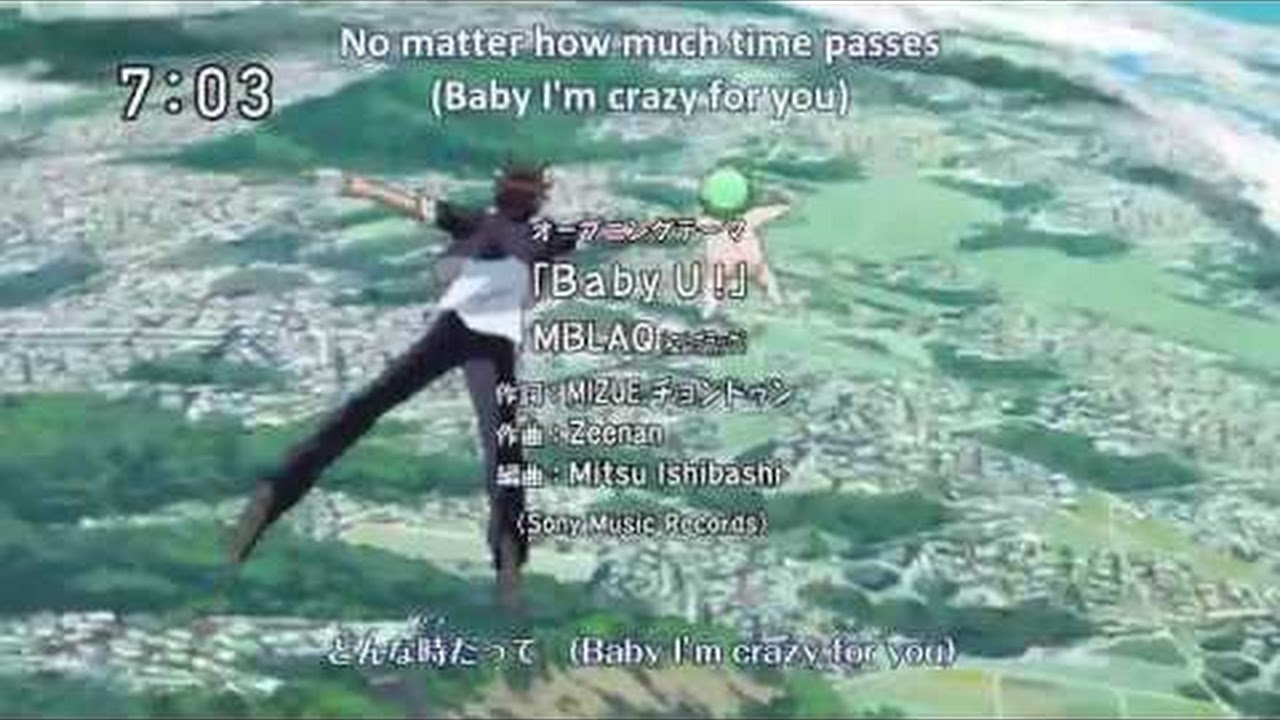 No matter how much time passes
7:03
(Baby I'm crazy for you)
オープニングテーマ
「Baby U!」
MBLAQ
作詞：MIZUE チョントゥン
作曲：Zeenan
編曲：Mitsu Ishibashi
(Sony Music Records)
どんな時たって (Baby I'm crazy for you)